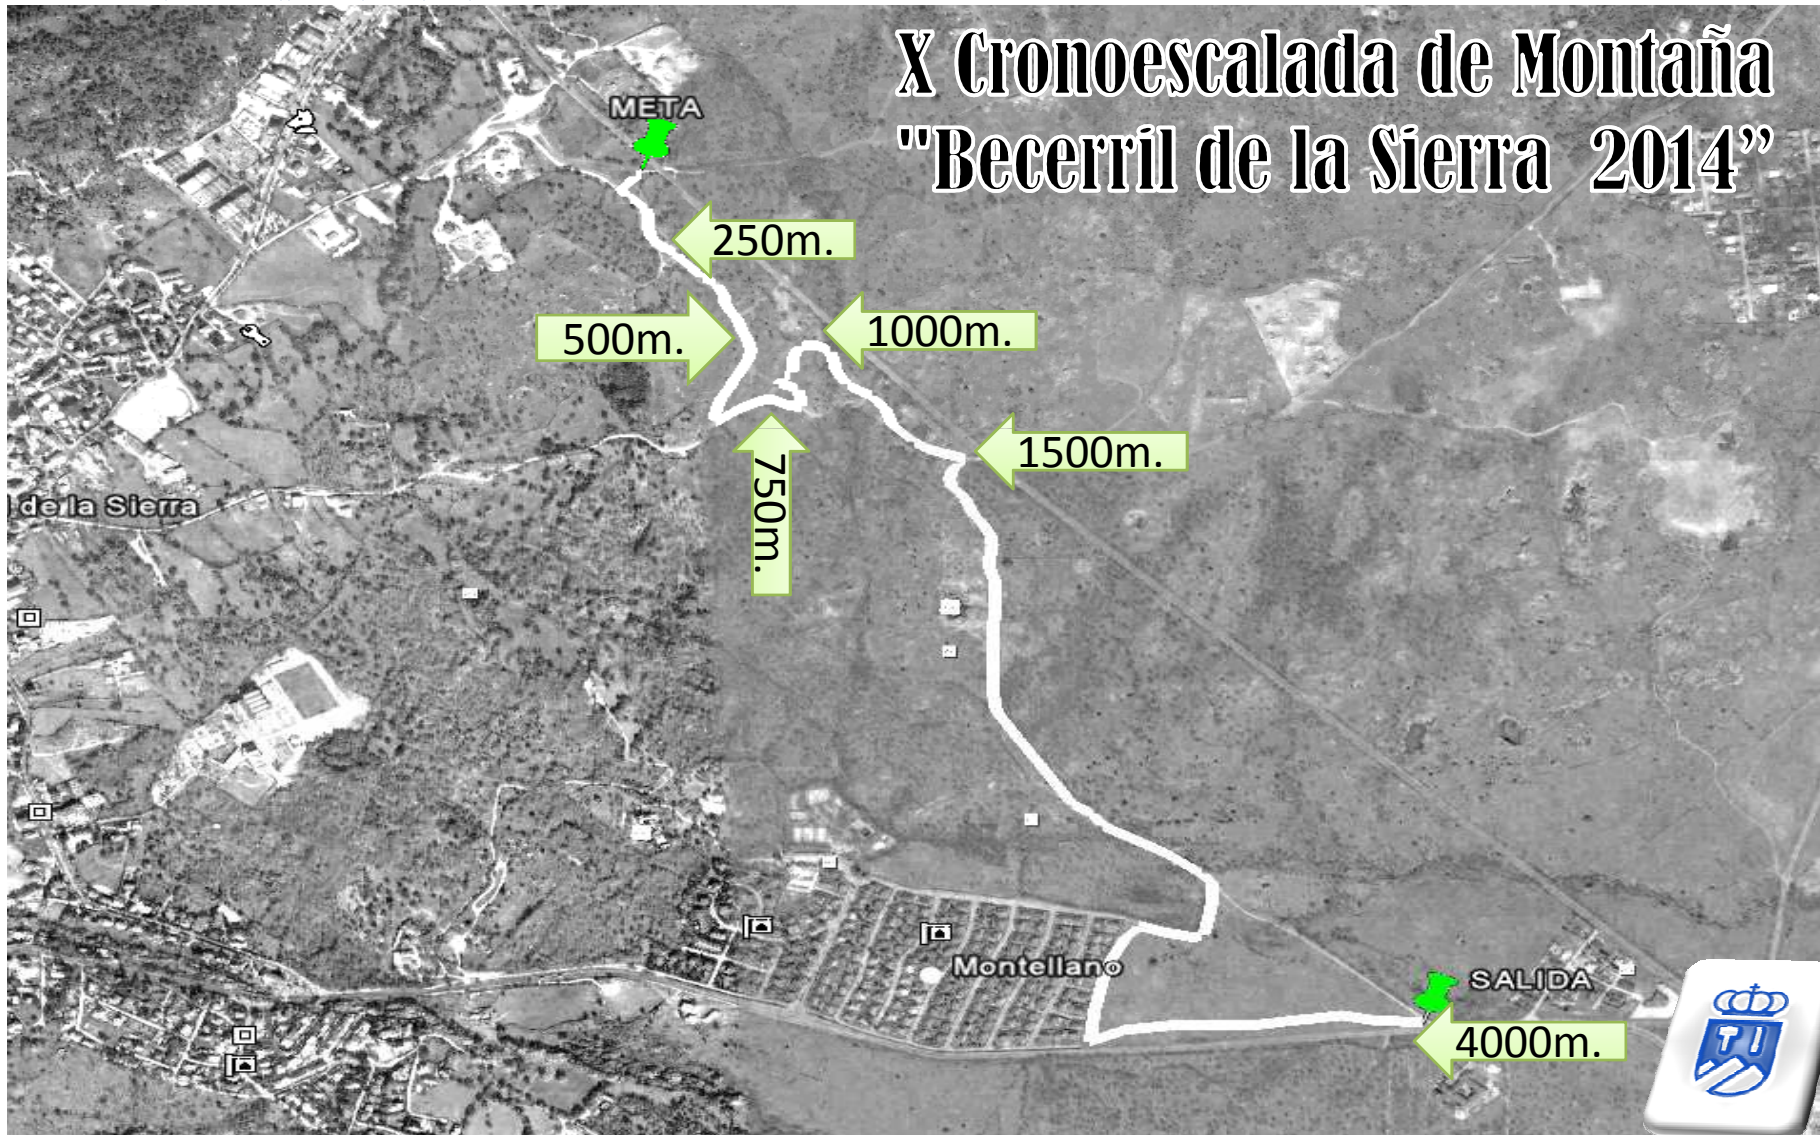 X Cronoescalada de Montaña
"Becerril de la Sierra 2014”
META
250m.
500m.
1000m.
1500m.
750m.
l de la Sierra
Montellano
SALIDA
4000m.